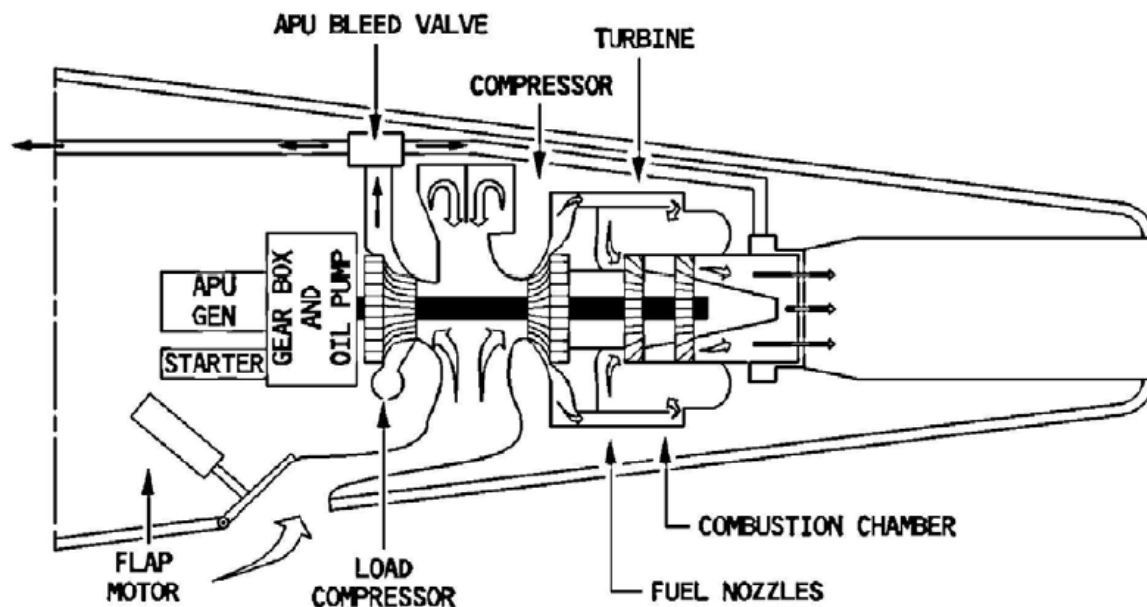 APU BLEED VALVE
TURBINE
COMPRESSOR
APU
GEN
STARTER
GEAR BOX
AND
OIL PUMP
FLAP
MOTOR
LOAD
COMPRESSOR
COMBUSTION CHAMBER
FUEL NOZZLES